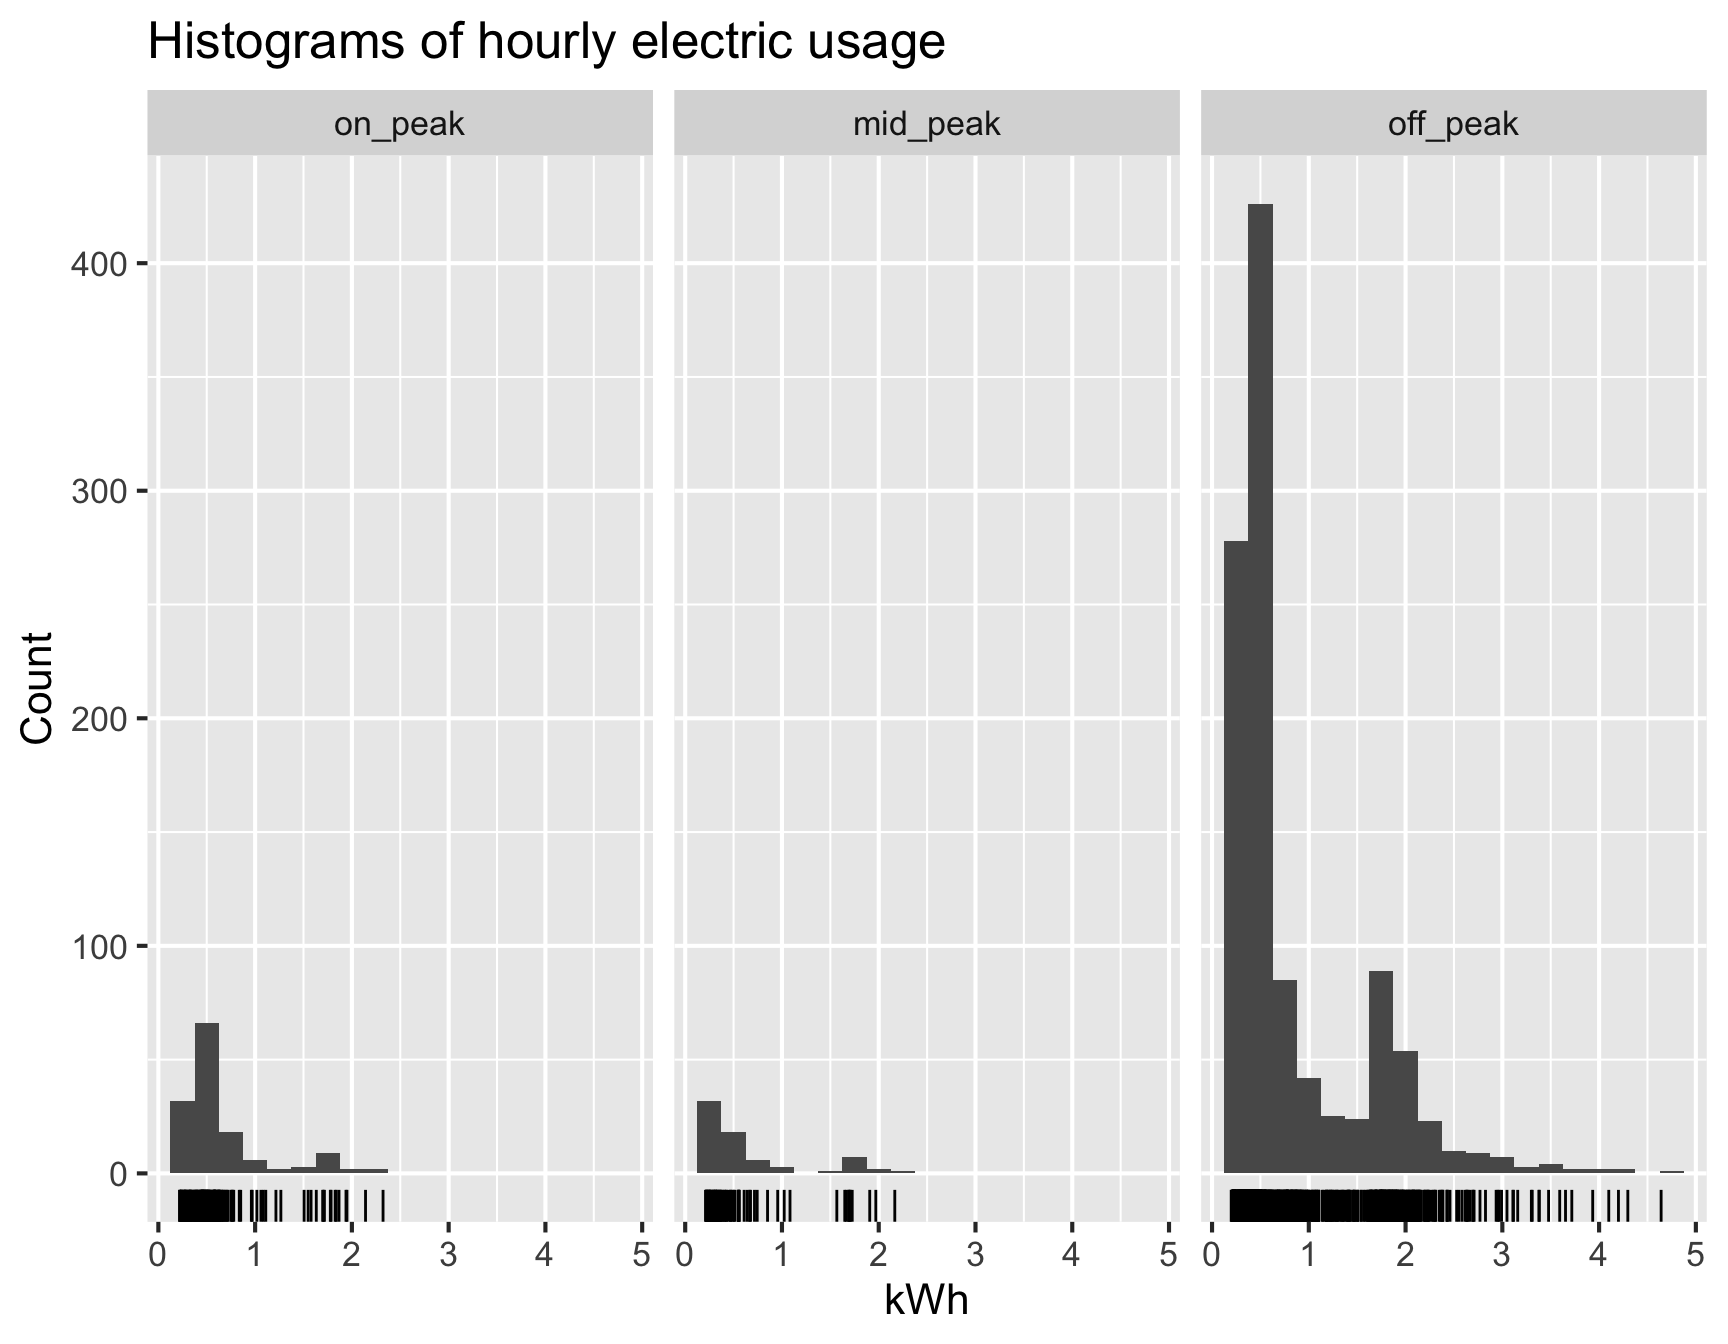 Histograms of hourly electric usage
on_peak mid_peak off_peak
400
300
200
100
0
Count
0 1 2 3 4 5 0 1 2 3 4 5 0 1 2 3 4 5
kWh